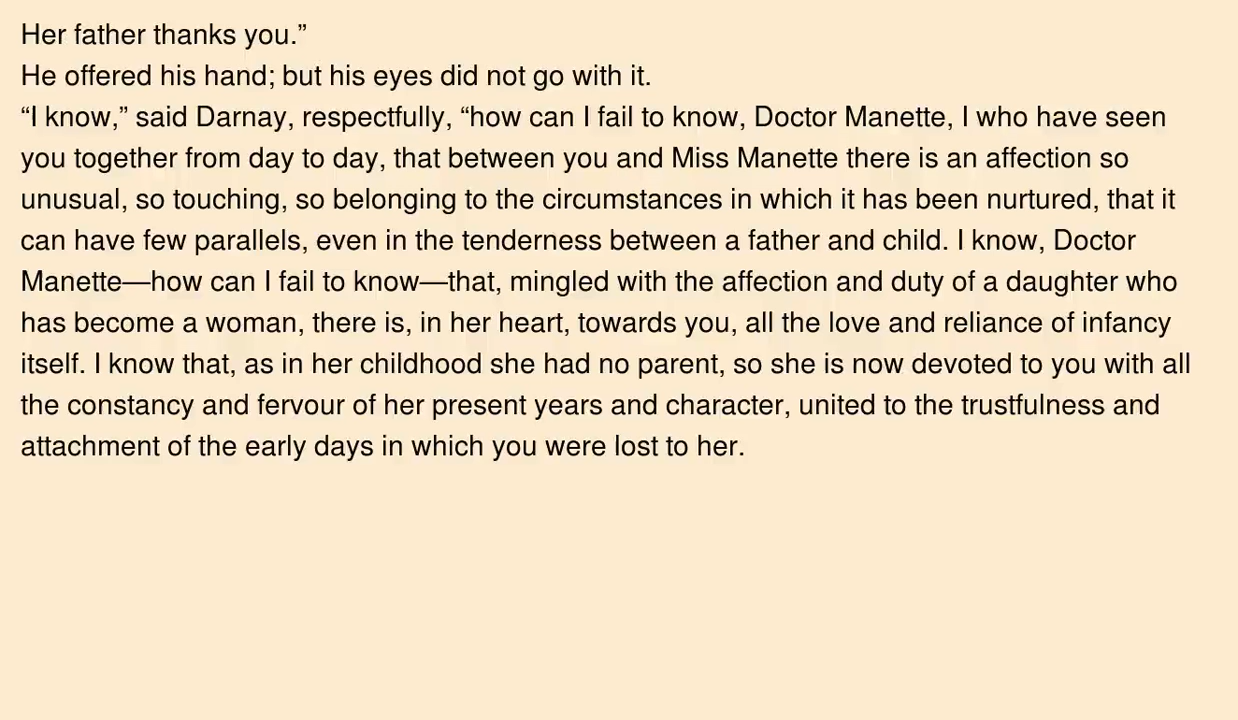 Her father thanks you.”
He offered his hand; but his eyes did not go with it.
“I know,” said Darnay, respectfully, “how can I fail to know, Doctor Manette, I who have seen
you together from day to day, that between you and Miss Manette there is an affection so
unusual, so touching, so belonging to the circumstances in which it has been nurtured, that it
can have few parallels, even in the tenderness between a father and child. I know, Doctor
Manette—how can I fail to know—that, mingled with the affection and duty of a daughter who
has become a woman, there is, in her heart, towards you, all the love and reliance of infancy
itself. I know that, as in her childhood she had no parent, so she is now devoted to you with all
the constancy and fervour of her present years and character, united to the trustfulness and
attachment of the early days in which you were lost to her.